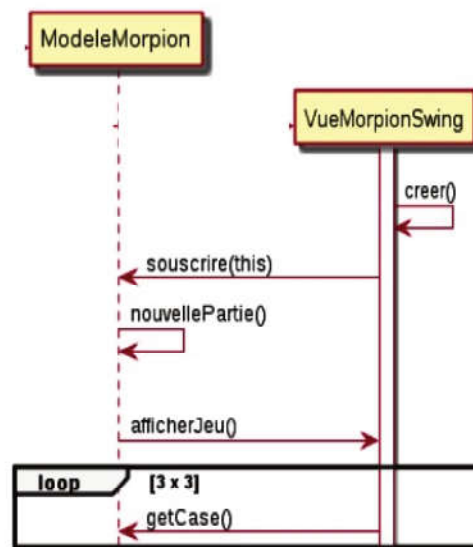 ModeleMorpion
VueMorpionSwing
creer()
souscrire(this)
nouvellePartie()
afficherJeu()
loop [3 x 3]
getCase()